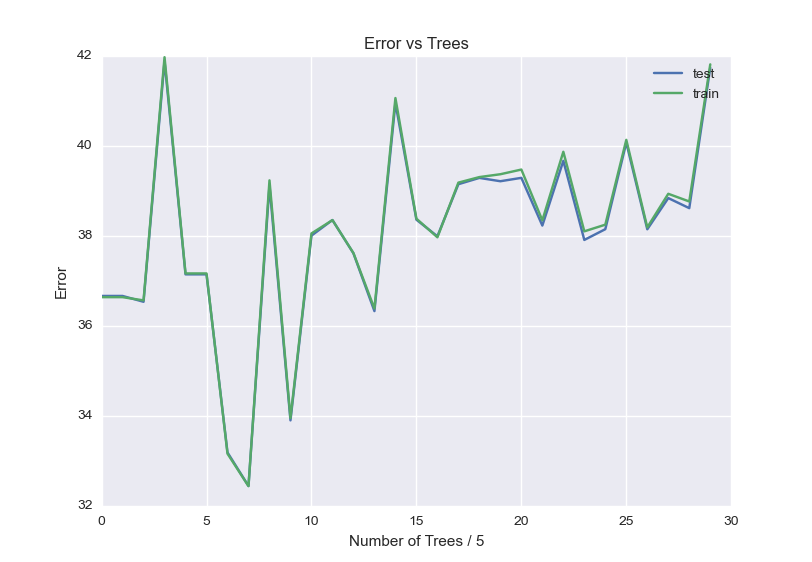 Error vs Trees
test
train
42
40
38
36
34
32
Error
0 5 10 15 20 25 30
Number of Trees / 5